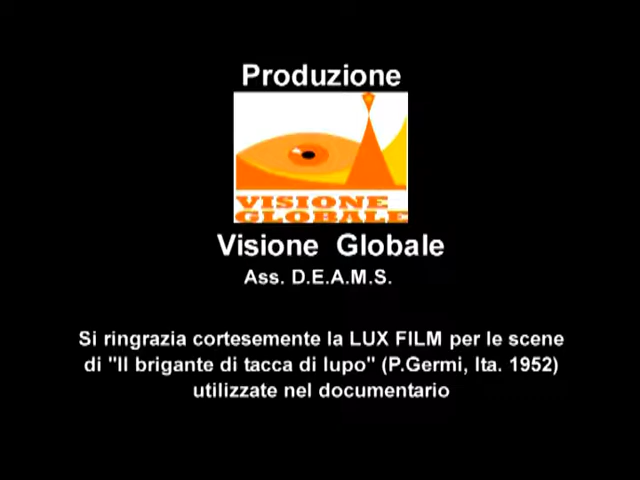 Produzione
VISIONE
GLOBALE
Visione Globale
Ass. D.E.A.M.S.
Si ringrazia cortesemente la LUX FILM per le scene
di "Il brigante di tacca di lupo" (P.Germi, Ita. 1952)
utilizzate nel documentario